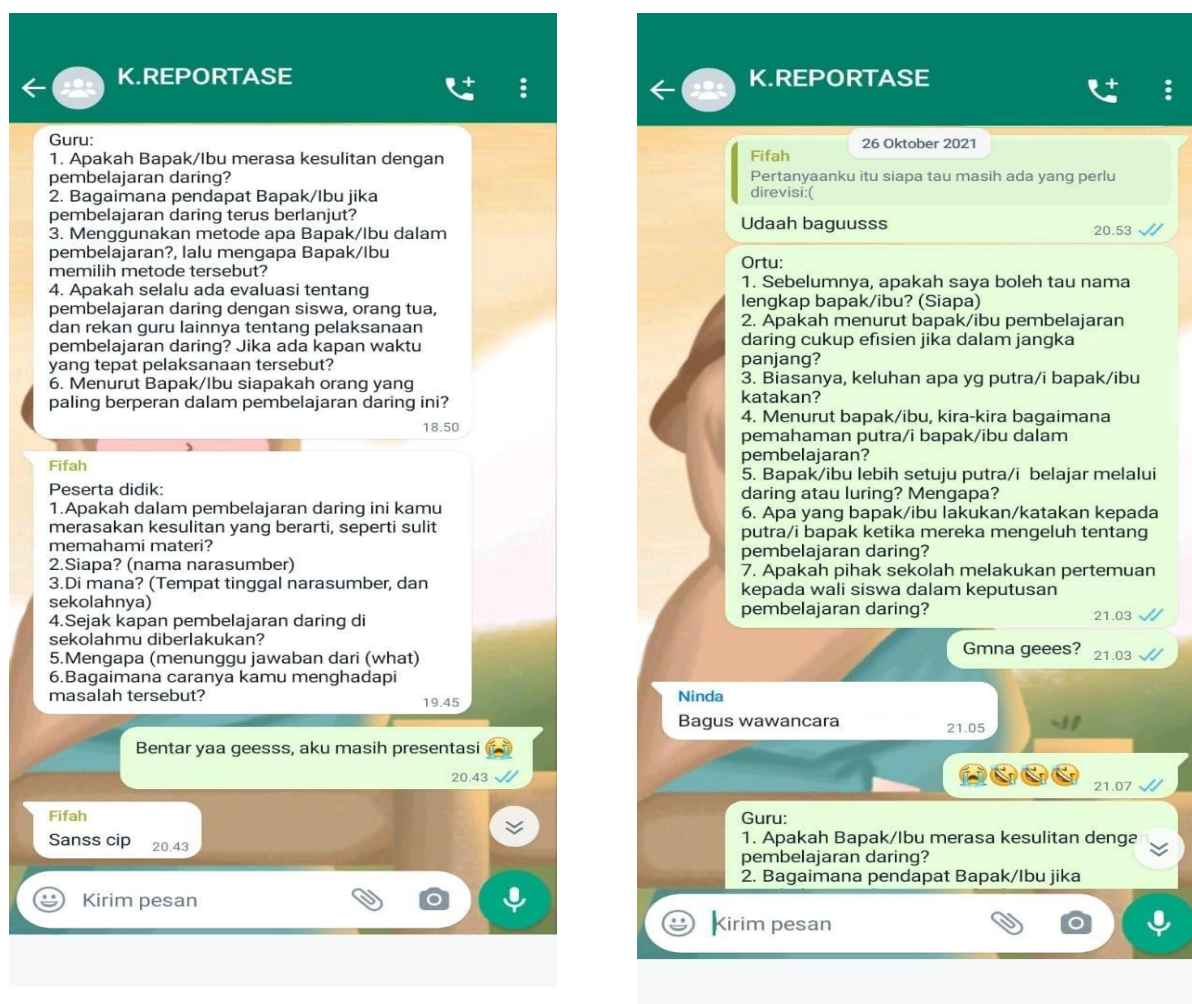 K.REPORTASE
Guru:
1. Apakah Bapak/Ibu merasa kesulitan dengan
pembelajaran daring?
2. Bagaimana pendapat Bapak/Ibu jika
pembelajaran daring terus berlanjut?
3. Menggunakan metode apa Bapak/Ibu dalam
pembelajaran?, lalu mengapa Bapak/Ibu
memilih metode tersebut?
4. Apakah selalu ada evaluasi tentang
pembelajaran daring dengan siswa, orang tua,
dan rekan guru lainnya tentang pelaksanaan
pembelajaran daring? Jika ada kapan waktu
yang tepat pelaksanaan tersebut?
6. Menurut Bapak/Ibu siapakah orang yang
paling berperan dalam pembelajaran daring ini?
18.50
Fifah
Peserta didik:
1.Apakah dalam pembelajaran daring ini kamu
merasakan kesulitan yang berarti, seperti sulit
memahami materi?
2.Siapa? (nama narasumber)
3.Di mana? (Tempat tinggal narasumber, dan
sekolahnya)
4.Sejak kapan pembelajaran daring di
sekolahmu diberlakukan?
5.Mengapa (menunggu jawaban dari (what)
6.Bagaimana caranya kamu menghadapi
masalah tersebut?
19.45
Bentar yaa geesss, aku masih presentasi 😭
20.43
Fifah
Sanss cip 20.43
Kirim pesan
K.REPORTASE
26 Oktober 2021
Fifah
Pertanyaanku itu siapa tau masih ada yang perlu
direvisi:(
Udaah baguusss 20.53
Ortu:
1. Sebelumnya, apakah saya boleh tau nama
lengkap bapak/ibu? (Siapa)
2. Apakah menurut bapak/ibu pembelajaran
daring cukup efisien jika dalam jangka
panjang?
3. Biasanya, keluhan apa yg putra/i bapak/ibu
katakan?
4. Menurut bapak/ibu, kira-kira bagaimana
pemahaman putra/i bapak/ibu dalam
pembelajaran?
5. Bapak/ibu lebih setuju putra/i belajar melalui
daring atau luring? Mengapa?
6. Apa yang bapak/ibu lakukan/katakan kepada
putra/i bapak ketika mereka mengeluh tentang
pembelajaran daring?
7. Apakah pihak sekolah melakukan pertemuan
kepada wali siswa dalam keputusan
pembelajaran daring?
21.03
Gmna geees? 21.03
Ninda
Bagus wawancara 21.05
😭🤣🤣🤣 21.07
Guru:
1. Apakah Bapak/Ibu merasa kesulitan dengan
pembelajaran daring?
2. Bagaimana pendapat Bapak/Ibu jika
Kirim pesan